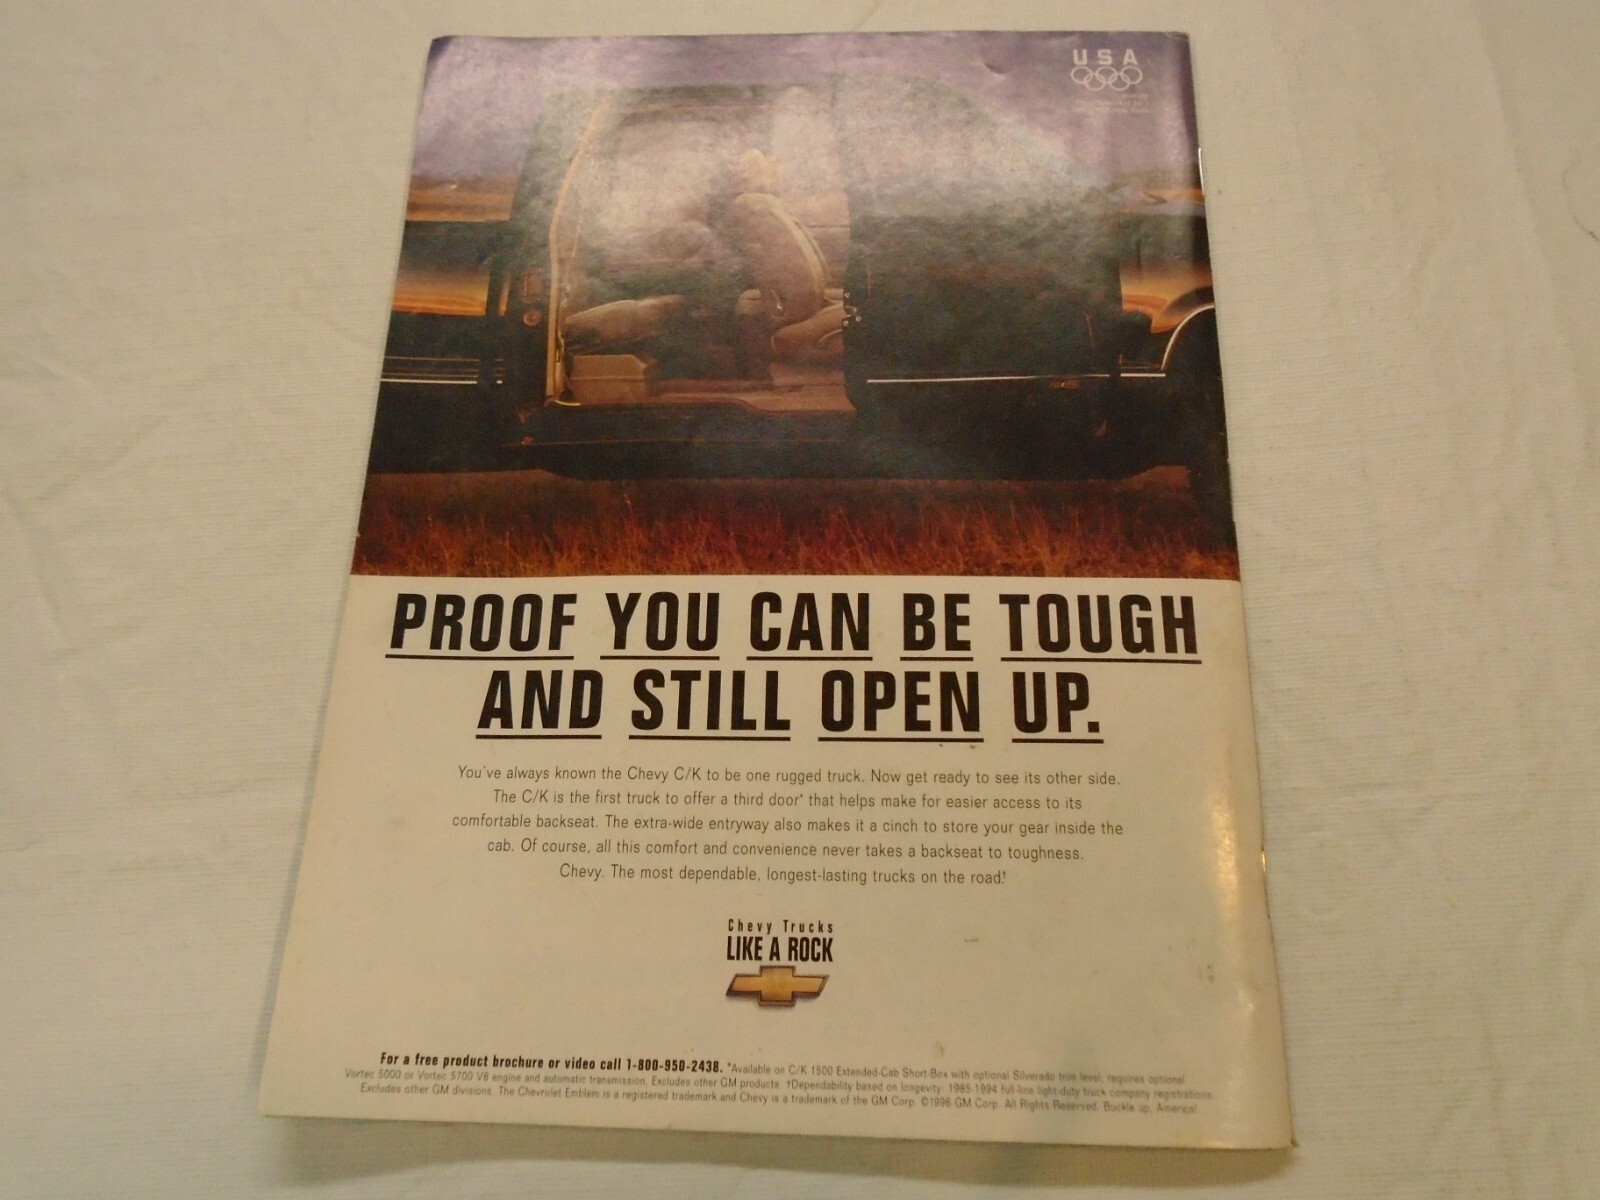 USA
PROOF YOU CAN BE TOUGH
AND STILL OPEN UP.
You've always known the Chevy C/K to be one rugged truck. Now get ready to see its other side.
The C/K is the first truck to offer a third door* that helps make for easier access to its
comfortable backseat. The extra-wide entryway also makes it a cinch to store your gear inside the
cab. Of course, all this comfort and convenience never takes a backseat to toughness.
Chevy. The most dependable, longest-lasting trucks on the road.†
Chevy Trucks
LIKE A ROCK
For a free product brochure or video call 1-800-950-2438. *Available on C/K 1500 Extended-Cab Short-Box with optional Silverado trim level; requires optional
Vortec 5000 or Vortec 5700 V8 engine and automatic transmission. Excludes other GM products. †Dependability based on longevity: 1985-1994 full-line light-duty truck company registrations.
Excludes other GM divisions. The Chevrolet Emblem is a registered trademark and Chevy is a trademark of the GM Corp. ©1996 GM Corp. All Rights Reserved. Buckle up, America!